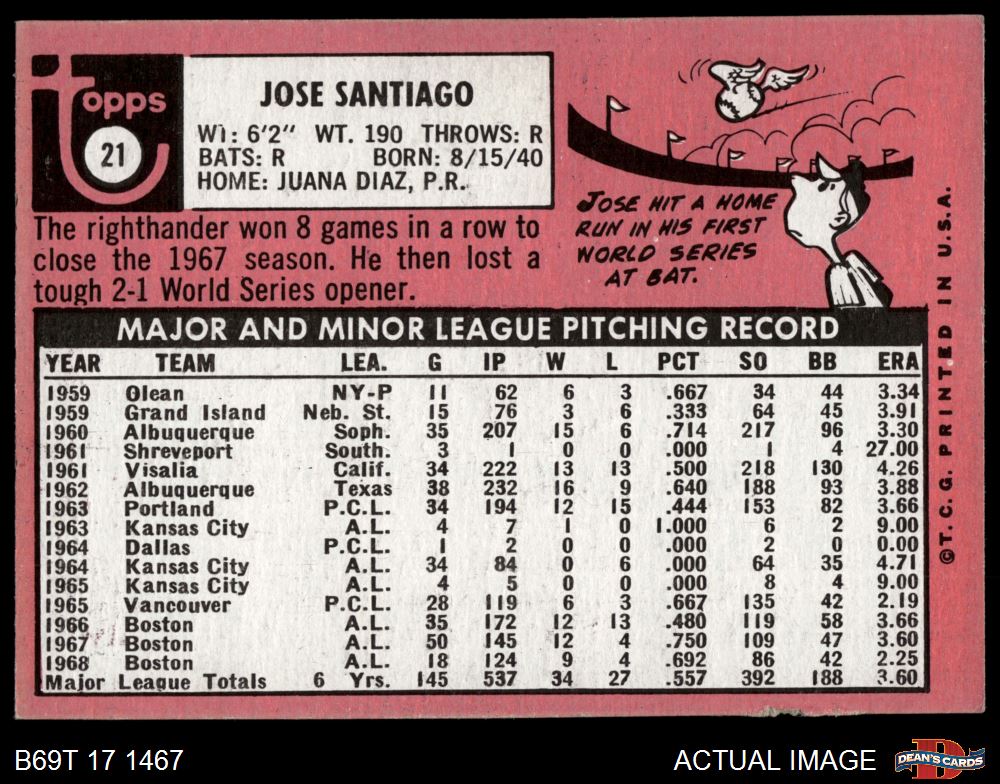 topps
21
JOSE SANTIAGO
WI: 6'2" WT. 190 THROWS: R
BATS: R BORN: 8/15/40
HOME: JUANA DIAZ, P.R.
The righthander won 8 games in a row to
close the 1967 season. He then lost a
tough 2-1 World Series opener.
JOSE HIT A HOME
RUN IN HIS FIRST
WORLD SERIES
AT BAT.
MAJOR AND MINOR LEAGUE PITCHING RECORD
YEAR TEAM LEA. G IP W L PCT SO BB ERA
1959 Olean NY-P 11 62 6 3 .667 34 44 3.34
1959 Grand Island Neb. St. 15 76 3 6 .333 64 45 3.91
1960 Albuquerque Soph. 35 207 15 6 .714 217 96 3.30
1961 Shreveport South. 3 1 0 0 .000 1 4 27.00
1961 Visalia Calif. 34 222 13 13 .500 218 130 4.26
1962 Albuquerque Texas 38 232 16 9 .640 188 93 3.88
1963 Portland P.C.L. 34 194 12 15 .444 153 82 3.66
1963 Kansas City A.L. 4 7 1 0 1.000 6 2 9.00
1964 Dallas P.C.L. 1 2 0 0 .000 2 0 0.00
1964 Kansas City A.L. 34 84 0 6 .000 64 35 4.71
1965 Kansas City A.L. 4 5 0 0 .000 8 4 9.00
1965 Vancouver P.C.L. 28 119 6 3 .667 135 42 2.19
1966 Boston A.L. 35 172 12 13 .480 119 58 3.66
1967 Boston A.L. 50 145 12 4 .750 109 47 3.60
1968 Boston A.L. 18 124 9 4 .692 86 42 2.25
Major League Totals 6 Yrs. 145 537 34 27 .557 392 188 3.60
©T. C. G. PRINTED IN U.S.A.
B69T 17 1467
ACTUAL IMAGE
DEAN'S CARDS